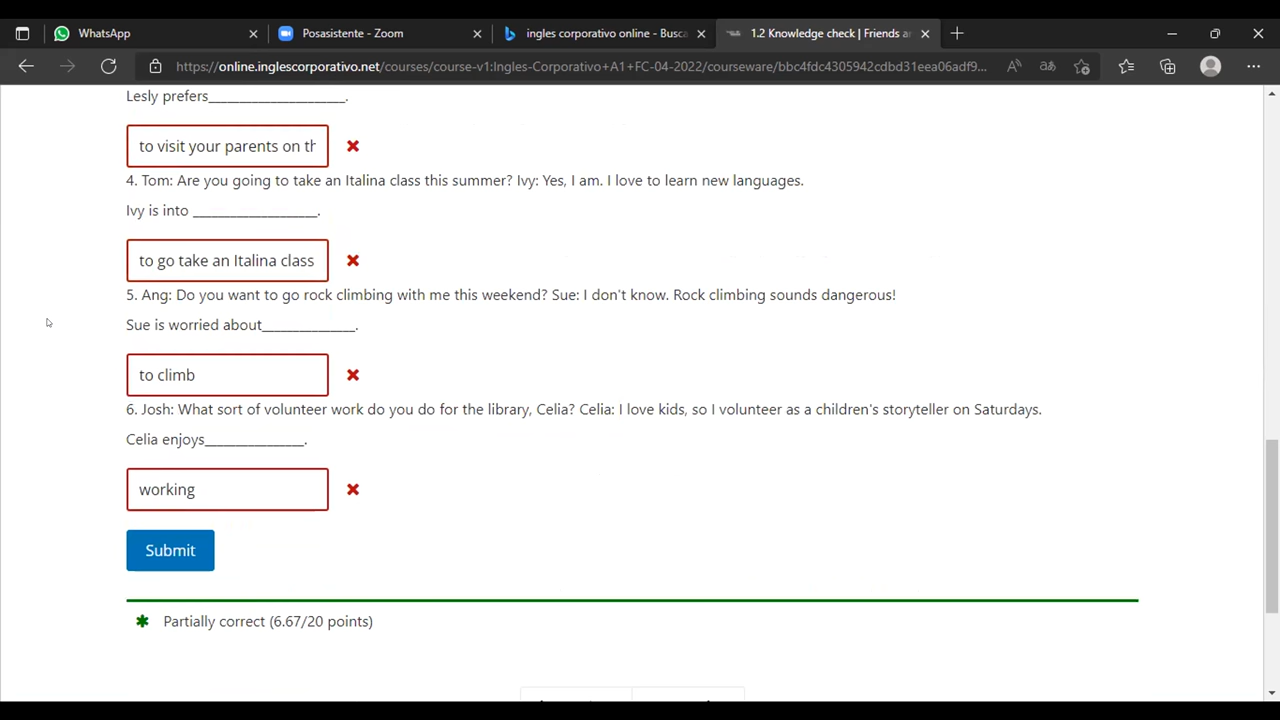 WhatsApp
Posasistente - Zoom
ingles corporativo online - Busca
1.2 Knowledge check | Friends a
https://online.inglescorporativo.net/courses/course-v1:Ingles-Corporativo+A1+FC-04-2022/courseware/bbc4fdc4305942cdbd31eea06adf9...
Lesly prefers____________________.
to visit your parents on th
4. Tom: Are you going to take an Italina class this summer? Ivy: Yes, I am. I love to learn new languages.
Ivy is into __________________.
to go take an Italina class
5. Ang: Do you want to go rock climbing with me this weekend? Sue: I don't know. Rock climbing sounds dangerous!
Sue is worried about______________.
to climb
6. Josh: What sort of volunteer work do you do for the library, Celia? Celia: I love kids, so I volunteer as a children's storyteller on Saturdays.
Celia enjoys_______________.
working
Submit
Partially correct (6.67/20 points)